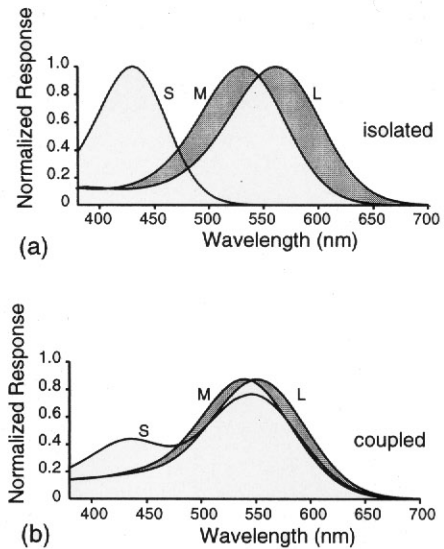 Normalized Response
1.0
0.8
0.6
0.4
0.2
0
S
M
L
isolated
400 450 500 550 600 650 700
Wavelength (nm)
(a)
Normalized Response
1.0
0.8
0.6
0.4
0.2
0
S
M
L
coupled
400 450 500 550 600 650 700
Wavelength (nm)
(b)